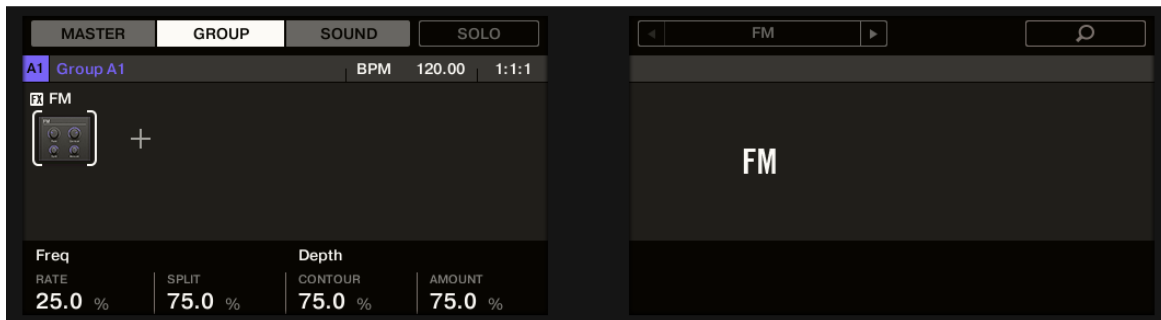 MASTER GROUP SOUND SOLO
A1 Group A1 BPM 120.00 1:1:1
FX FM
Freq Depth
RATE SPLIT CONTOUR AMOUNT
25.0 % 75.0 % 75.0 % 75.0 %
FM
FM